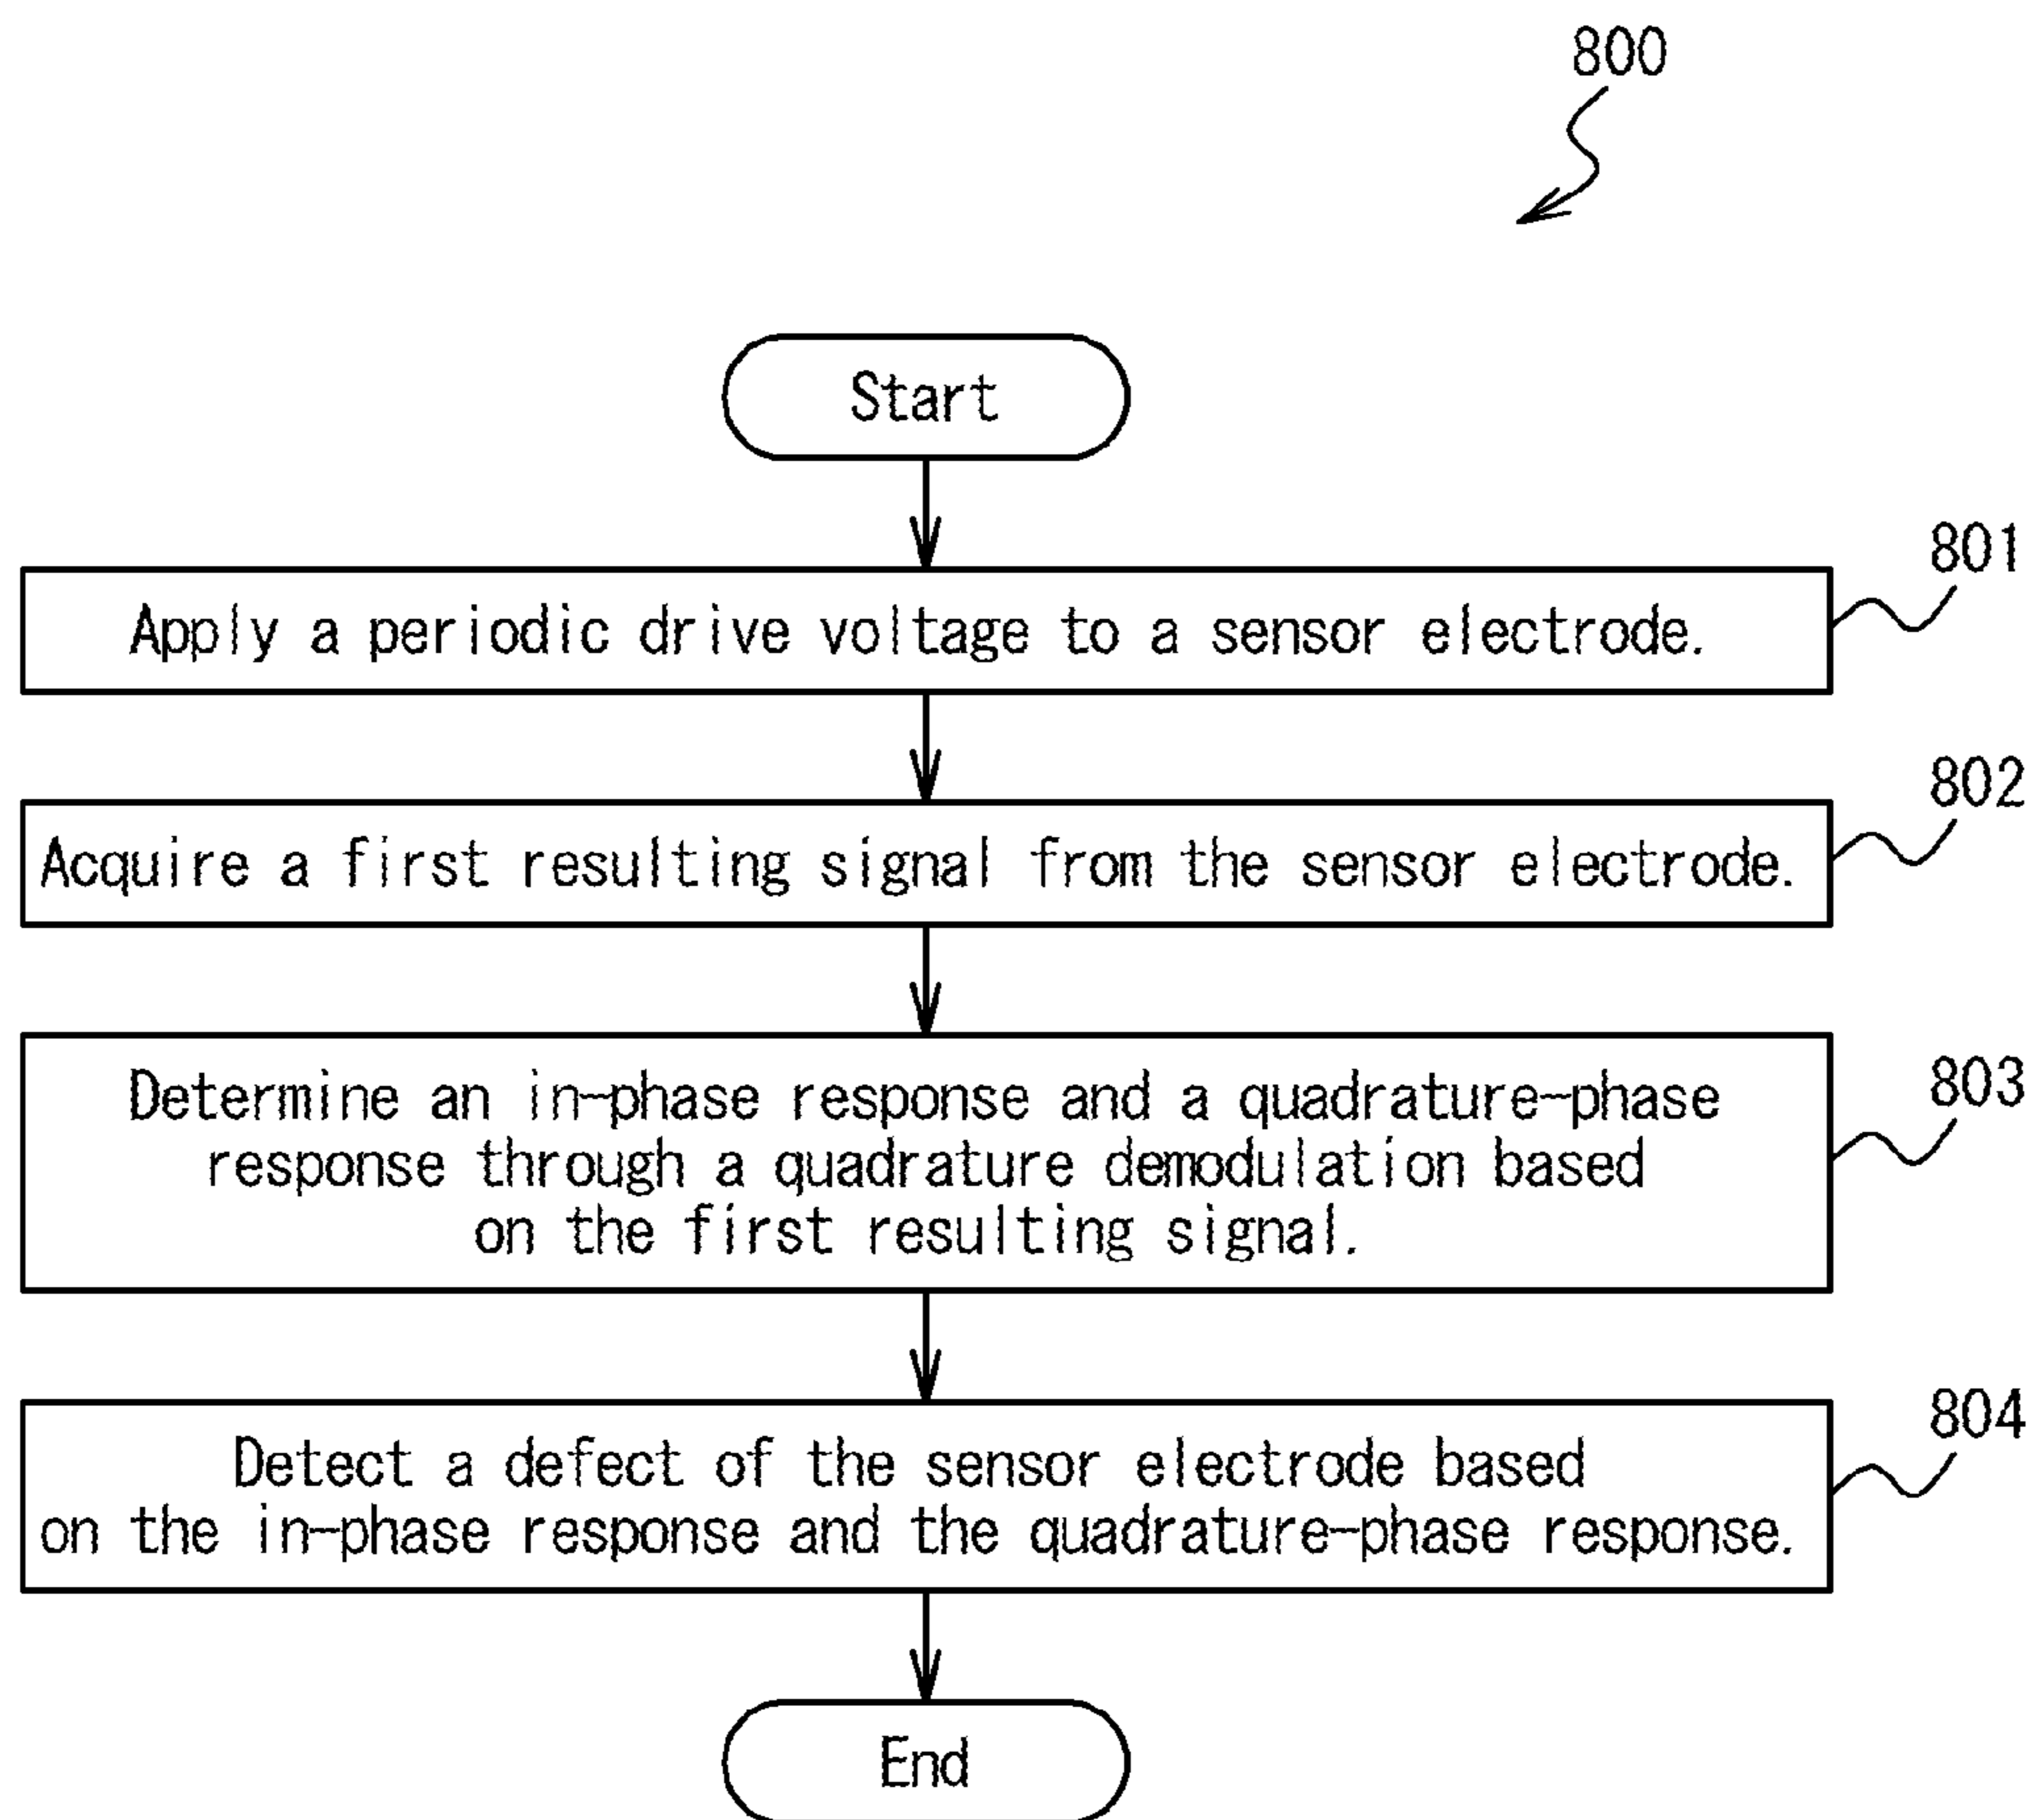 800
Start
801
Apply a periodic drive voltage to a sensor electrode.
802
Acquire a first resulting signal from the sensor electrode.
803
Determine an in-phase response and a quadrature-phase
response through a quadrature demodulation based
on the first resulting signal.
804
Detect a defect of the sensor electrode based
on the in-phase response and the quadrature-phase response.
End